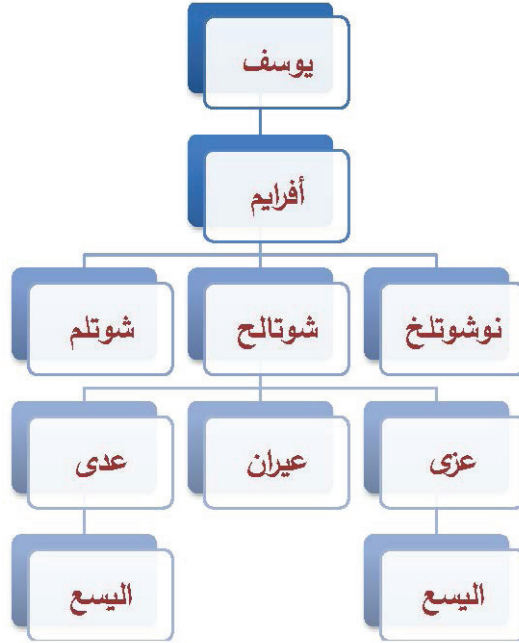 يوسف
أفرايم
نوشوتلخ
شوتالح
شوتلم
عزى
عيران
عدى
اليسع
اليسع